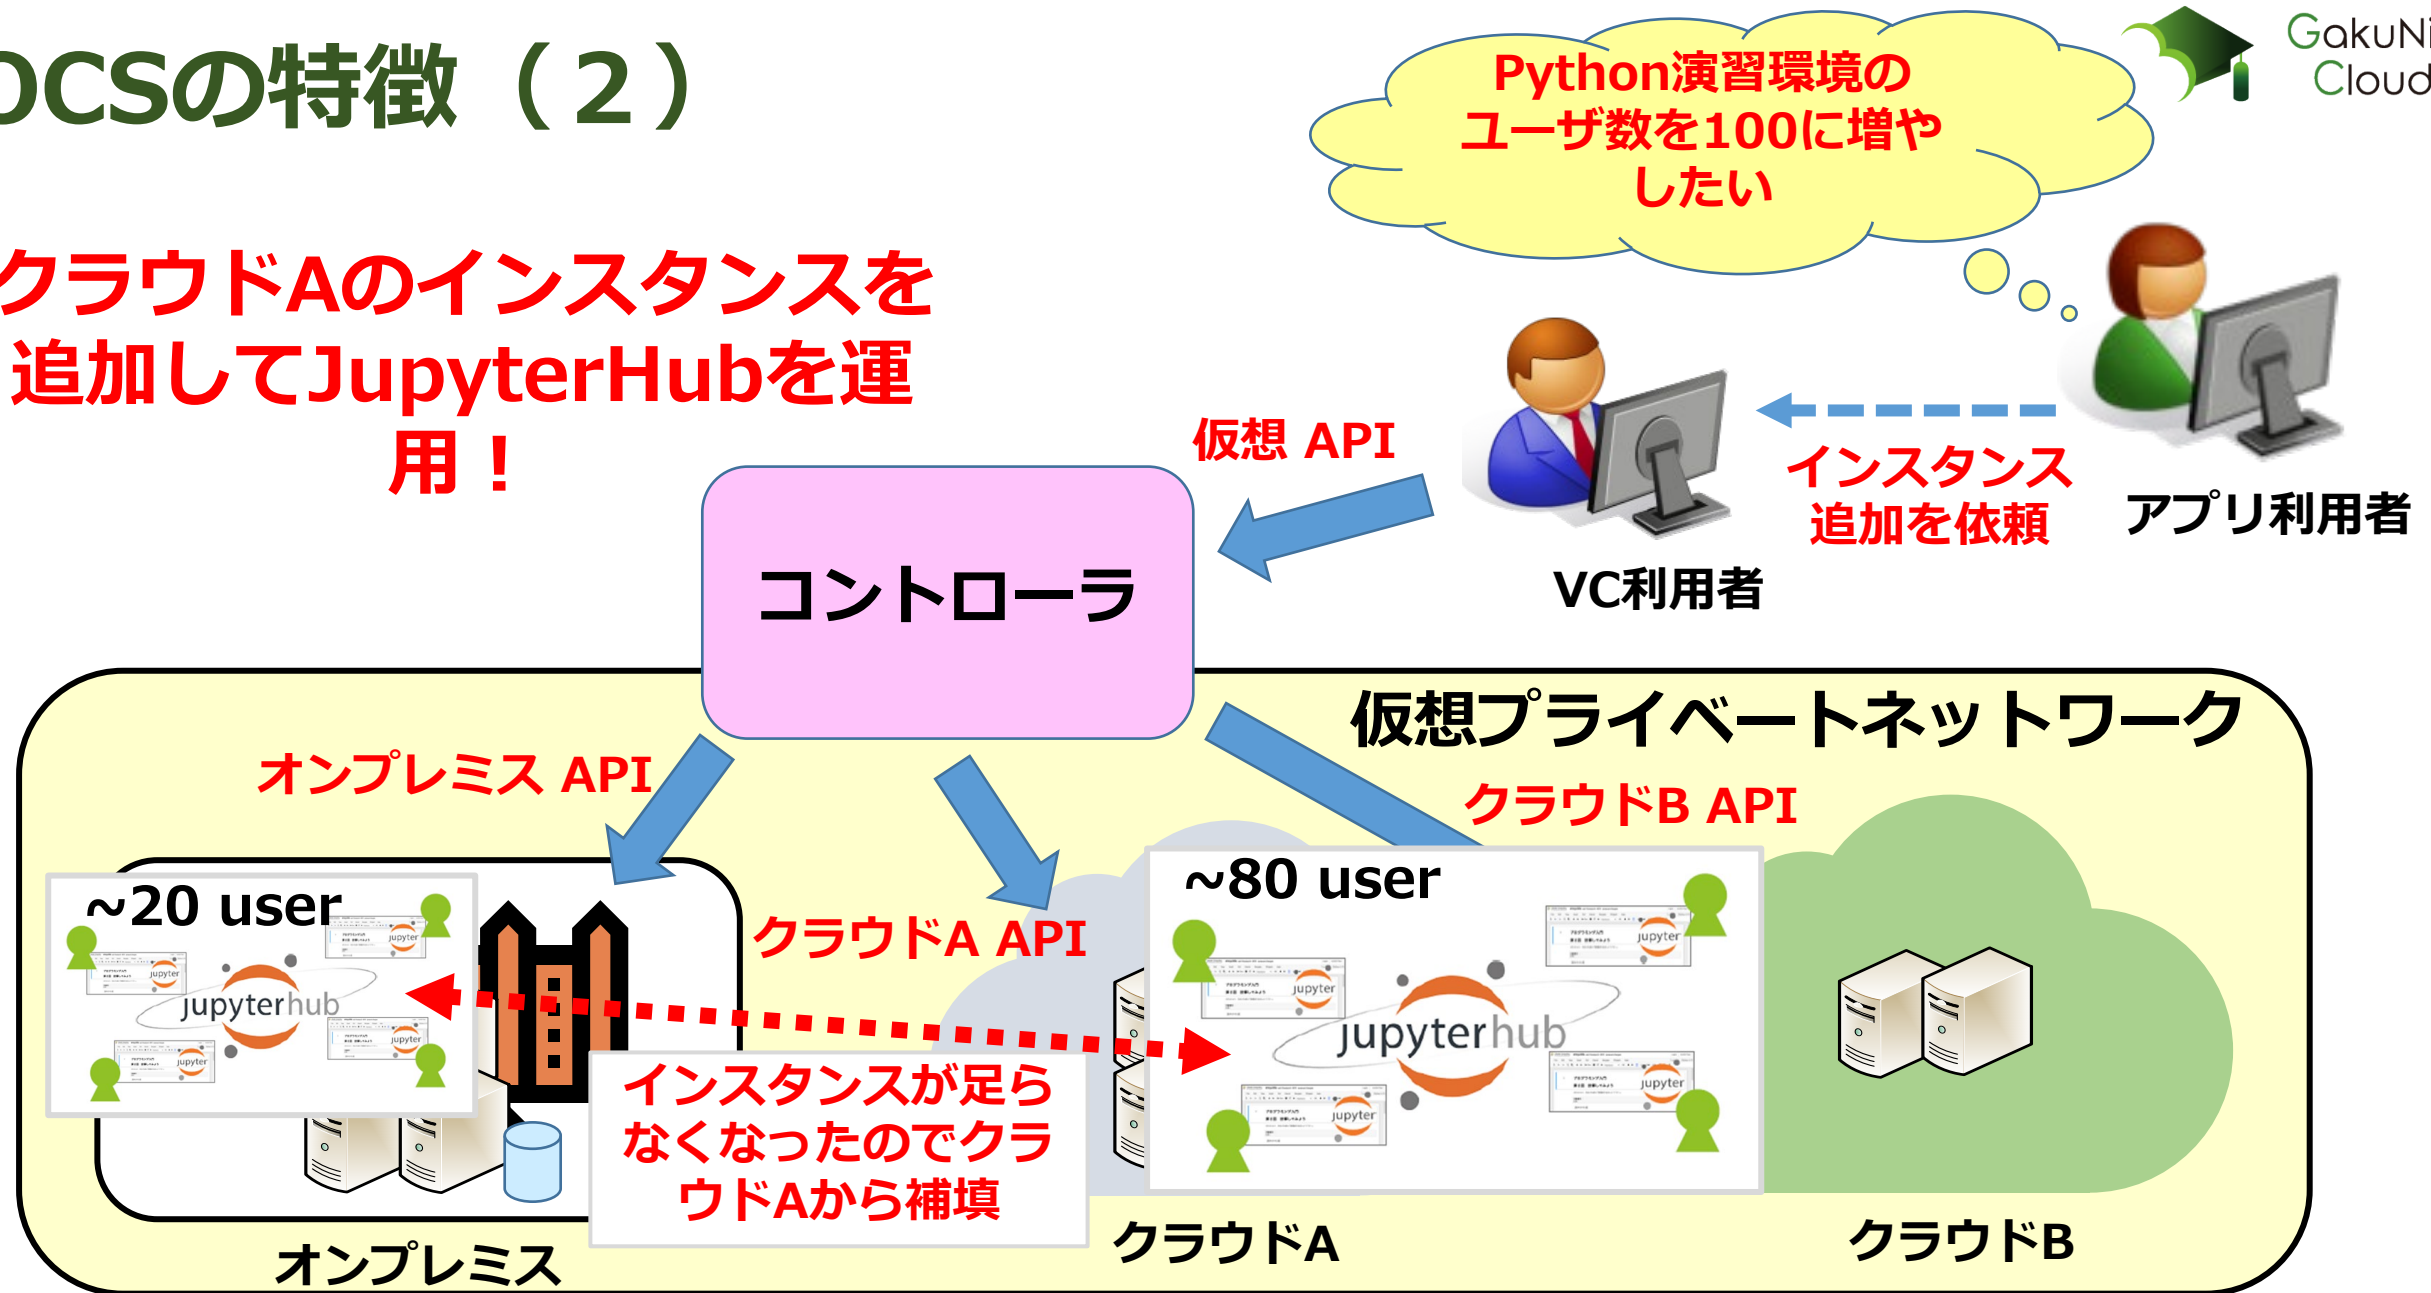 OCSの特徴（２）
GakuNi
Cloud
Python演習環境の
ユーザ数を100に増や
したい
クラウドAのインスタンスを
追加してJupyterHubを運
用！
仮想 API
インスタンス
追加を依頼
アプリ利用者
VC利用者
コントローラ
仮想プライベートネットワーク
オンプレミス API
クラウドB API
クラウドA API
~20 user
jupyter
jupyter
jupyterhub
jupyter
jupyter
~80 user
jupyter
jupyter
jupyterhub
jupyter
jupyter
インスタンスが足ら
なくなったのでクラ
ウドAから補填
オンプレミス
クラウドA
クラウドB